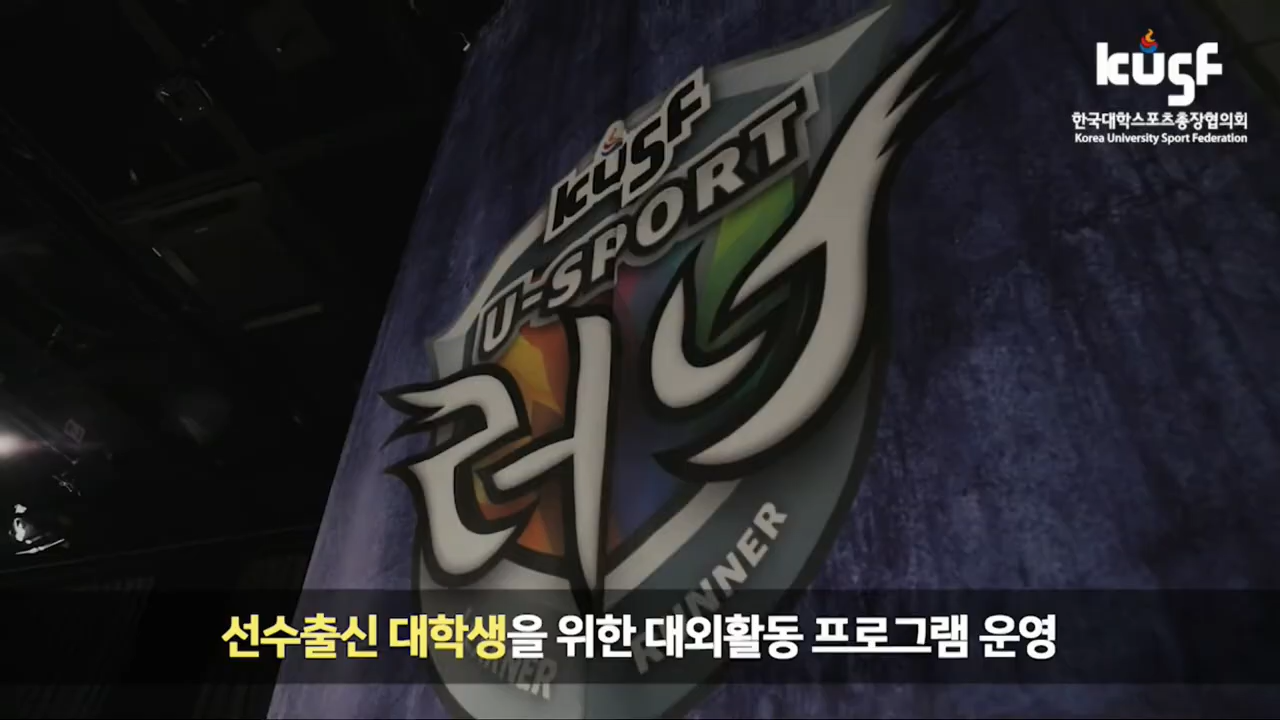 KUSF
한국대학스포츠총장협의회
Korea University Sport Federation
KUSF
U-SPORT
러너
RUNNER
선수출신 대학생을 위한 대외활동 프로그램 운영